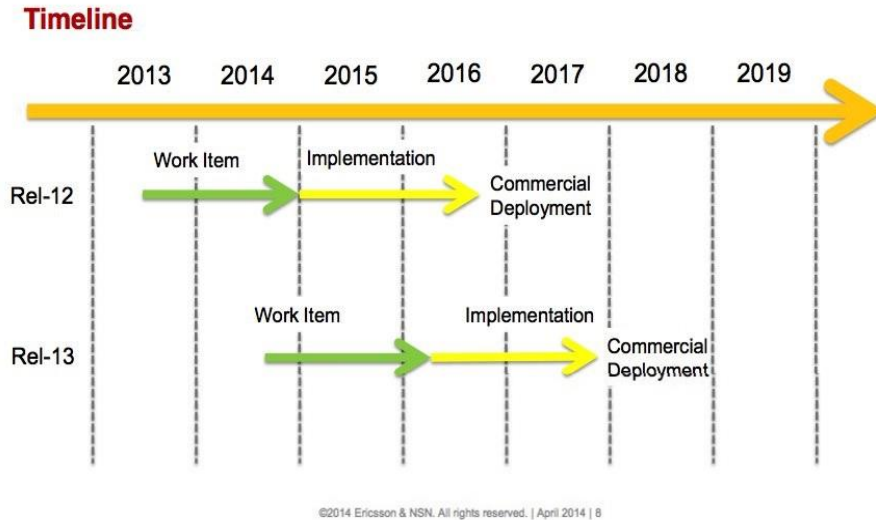 Timeline
2013 2014 2015 2016 2017 2018 2019
Work Item Implementation
Rel-12
Commercial
Deployment
Work Item Implementation
Rel-13
Commercial
Deployment
©2014 Ericsson & NSN. All rights reserved. | April 2014 | 8